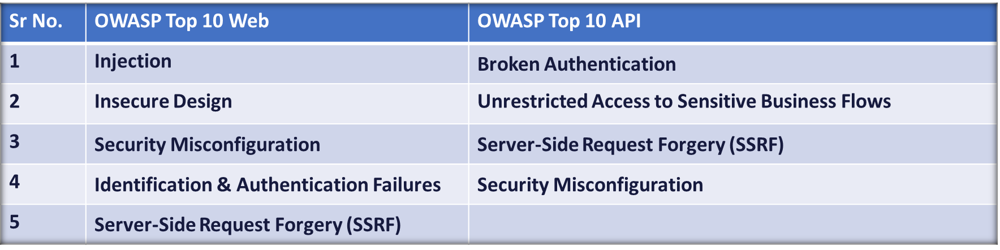 Sr No. OWASP Top 10 Web OWASP Top 10 API
1 Injection Broken Authentication
2 Insecure Design Unrestricted Access to Sensitive Business Flows
3 Security Misconfiguration Server-Side Request Forgery (SSRF)
4 Identification & Authentication Failures Security Misconfiguration
5 Server-Side Request Forgery (SSRF)